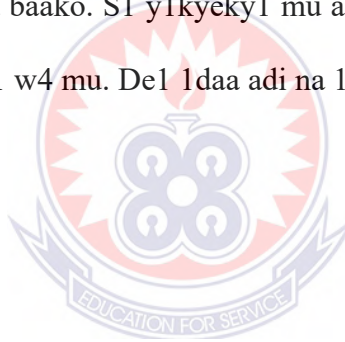 baako. S1 y1kyeky1 mu a
w4 mu. De1 1daa adi na 1
EDUCATION FOR SERVICE